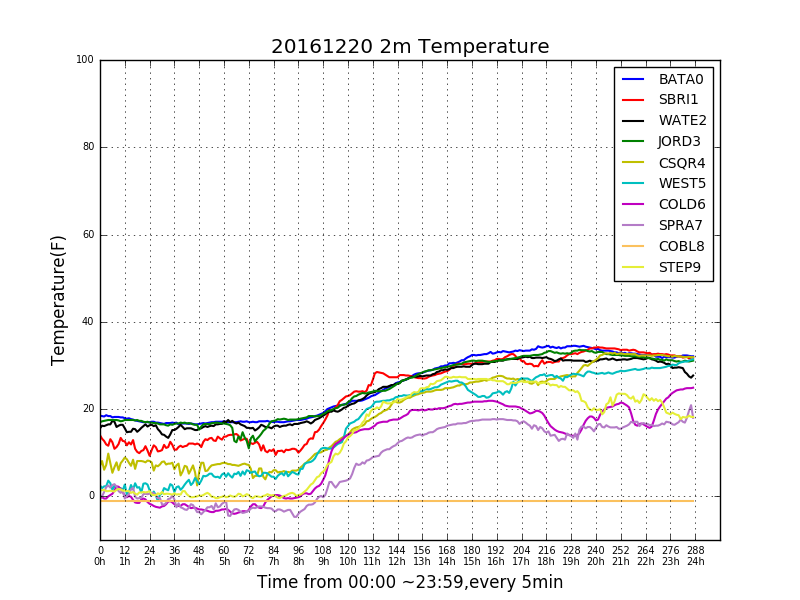 20161220 2m Temperature
100
80
60
40
20
0
Temperature(F)
BATA0
SBRI1
WATE2
JORD3
CSQR4
WEST5
COLD6
SPRA7
COBL8
STEP9
0 12 24 36 48 60 72 84 96 108 120 132 144 156 168 180 192 204 216 228 240 252 264 276 288
0h 1h 2h 3h 4h 5h 6h 7h 8h 9h 10h 11h 12h 13h 14h 15h 16h 17h 18h 19h 20h 21h 22h 23h 24h
Time from 00:00 ~23:59,every 5min